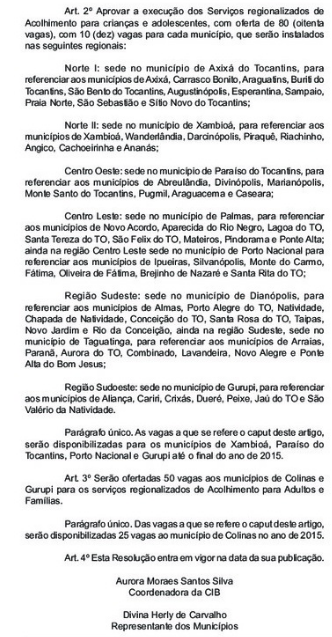 Art. 2º Aprovar a execução dos Serviços regionalizados de
Acolhimento para crianças e adolescentes, com oferta de 80 (oitenta
vagas), com 10 (dez) vagas para cada município, que serão instalados
nas seguintes regionais:
Norte I: sede no município de Axixá do Tocantins, para
referenciar aos municípios de Axixá, Carrasco Bonito, Araguatins, Buriti do
Tocantins, São Bento do Tocantins, Augustinópolis, Esperantina, Sampaio,
Praia Norte, São Sebastião e Sítio Novo do Tocantins;
Norte II: sede no município de Xambioá, para referenciar aos
municípios de Xambioá, Wanderlândia, Darcinópolis, Piraquê, Riachinho,
Angico, Cachoeirinha e Ananás;
Centro Oeste: sede no município de Paraíso do Tocantins, para
referenciar aos municípios de Abreulândia, Divinópolis, Marianópolis,
Monte Santo do Tocantins, Pugmil, Araguacema e Caseara;
Centro Leste: sede no município de Palmas, para referenciar
aos municípios de Novo Acordo, Aparecida do Rio Negro, Lagoa do TO,
Santa Tereza do TO, São Felix do TO, Mateiros, Pindorama e Ponte Alta;
ainda na região Centro Leste sede no município de Porto Nacional para
referenciar aos municípios de Ipueiras, Silvanópolis, Monte do Carmo,
Fátima, Oliveira de Fátima, Brejinho de Nazaré e Santa Rita do TO;
Região Sudeste: sede no município de Dianópolis, para
referenciar aos municípios de Almas, Porto Alegre do TO, Natividade,
Chapada de Natividade, Conceição do TO, Santa Rosa do TO, Taipas,
Novo Jardim e Rio da Conceição, ainda na região Sudeste, sede no
município de Taguatinga, para referenciar aos municípios de Arraias,
Paranã, Aurora do TO, Combinado, Lavandeira, Novo Alegre e Ponte
Alta do Bom Jesus;
Região Sudoeste: sede no município de Gurupi, para referenciar
aos municípios de Aliança, Cariri, Crixás, Dueré, Peixe, Jaú do TO e São
Valério da Natividade.
Parágrafo único. As vagas a que se refere o caput deste artigo,
serão disponibilizadas para os municípios de Xambioá, Paraíso do
Tocantins, Porto Nacional e Gurupi até o final do ano de 2015.
Art. 3º Serão ofertadas 50 vagas aos municípios de Colinas e
Gurupi para os serviços regionalizados de Acolhimento para Adultos e
Famílias.
Parágrafo único. Das vagas a que se refere o caput deste artigo,
serão disponibilizadas 25 vagas ao município de Colinas no ano de 2015.
Art. 4º Esta Resolução entra em vigor na data da sua publicação.
Aurora Moraes Santos Silva
Coordenadora da CIB
Divina Herly de Carvalho
Representante dos Municípios